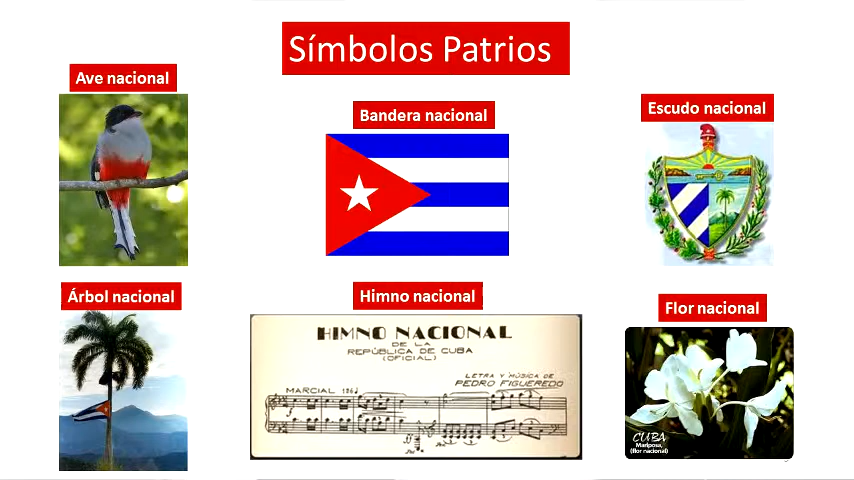 Símbolos Patrios
Ave nacional
Bandera nacional
Escudo nacional
Árbol nacional
Himno nacional
HIMNO NACIONAL
DE LA
REPÚBLICA DE CUBA
(OFICIAL)
LETRA Y MÚSICA DE
PEDRO FIGUEREDO
MARCIAL
Flor nacional
CUBA
Mariposa,
(flor nacional)